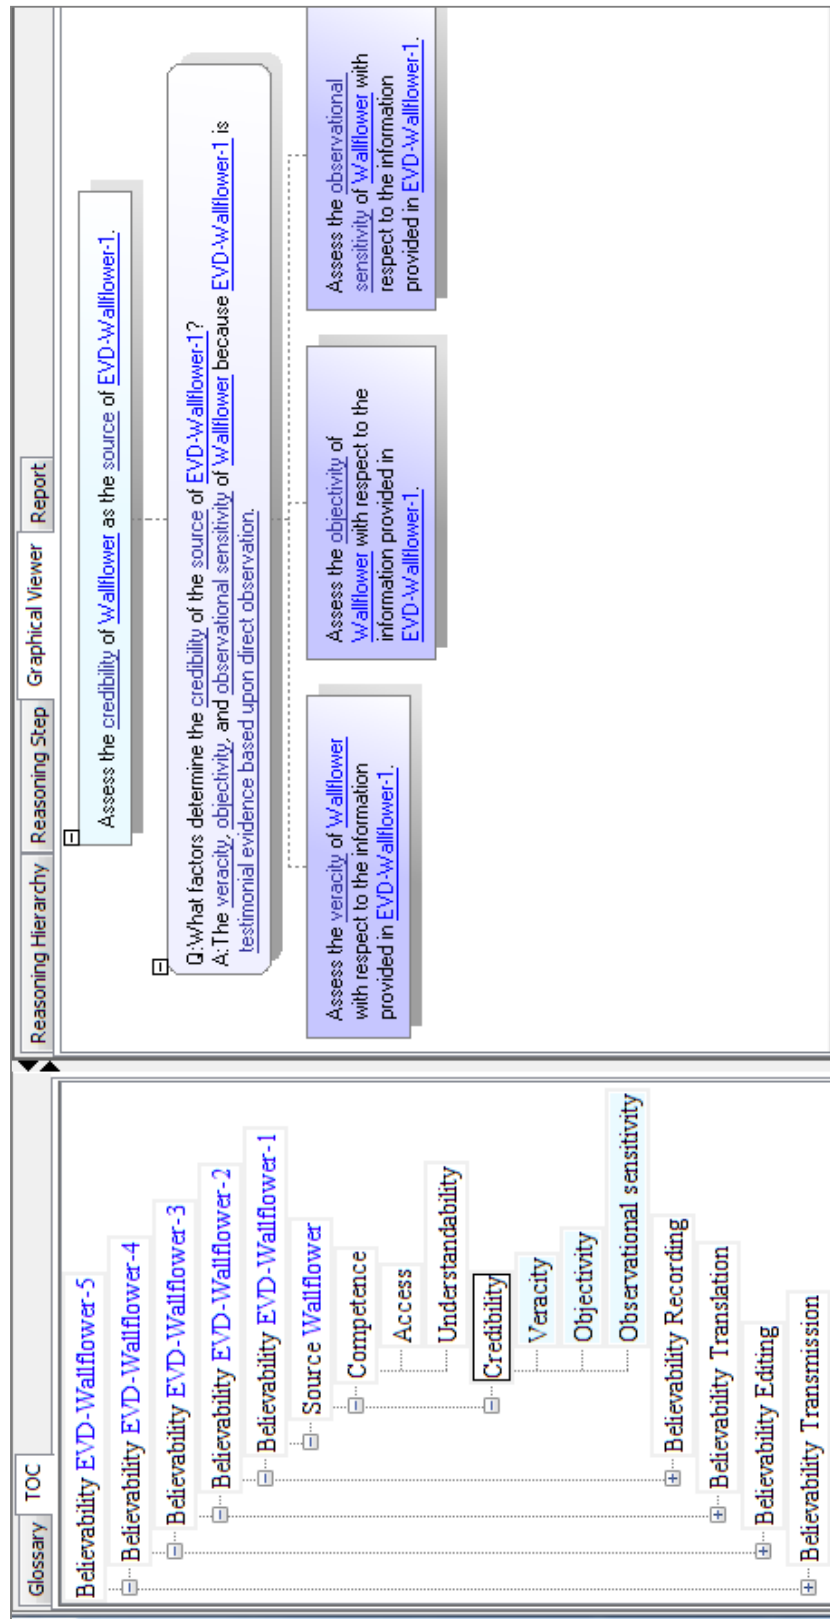 Glossary
TOC
Believability EVD-Wallflower-5
Believability EVD-Wallflower-4
Believability EVD-Wallflower-3
Believability EVD-Wallflower-2
Believability EVD-Wallflower-1
Source Wallflower
Competence
Access
Understandability
Credibility
Veracity
Objectivity
Observational sensitivity
Believability Recording
Believability Translation
Believability Editing
Believability Transmission
Reasoning Hierarchy
Reasoning Step
Graphical Viewer
Report
Assess the credibility of Wallflower as the source of EVD-Wallflower-1.
Q:What factors determine the credibility of the source of EVD-Wallflower-1?
A:The veracity, objectivity, and observational sensitivity of Wallflower because EVD-Wallflower-1 is
testimonial evidence based upon direct observation.
Assess the veracity of Wallflower
with respect to the information
provided in EVD-Wallflower-1.
Assess the objectivity of
Wallflower with respect to the
information provided in
EVD-Wallflower-1.
Assess the observational
sensitivity of Wallflower with
respect to the information
provided in EVD-Wallflower-1.